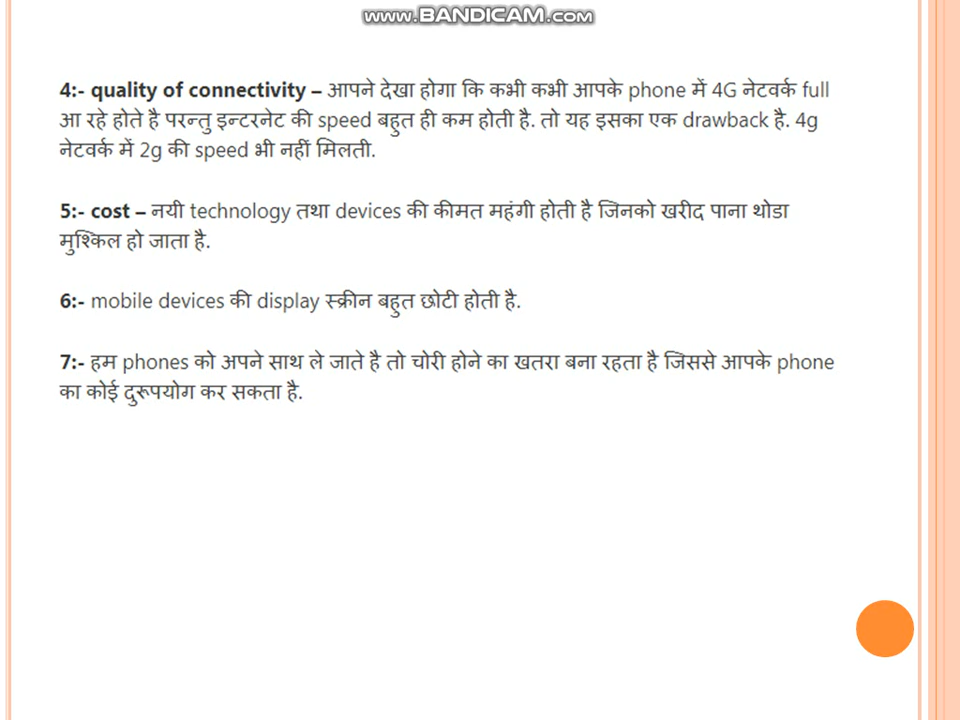 www.BANDICAM.com
4:- quality of connectivity – आपने देखा होगा कि कभी कभी आपके phone में 4G नेटवर्क full
आ रहे होते है परन्तु इन्टरनेट की speed बहुत ही कम होती है. तो यह इसका एक drawback है. 4g
नेटवर्क में 2g की speed भी नहीं मिलती.
5:- cost – नयी technology तथा devices की कीमत महंगी होती है जिनको खरीद पाना थोडा
मुश्किल हो जाता है.
6:- mobile devices की display स्क्रीन बहुत छोटी होती है.
7:- हम phones को अपने साथ ले जाते है तो चोरी होने का खतरा बना रहता है जिससे आपके phone
का कोई दुरूपयोग कर सकता है.